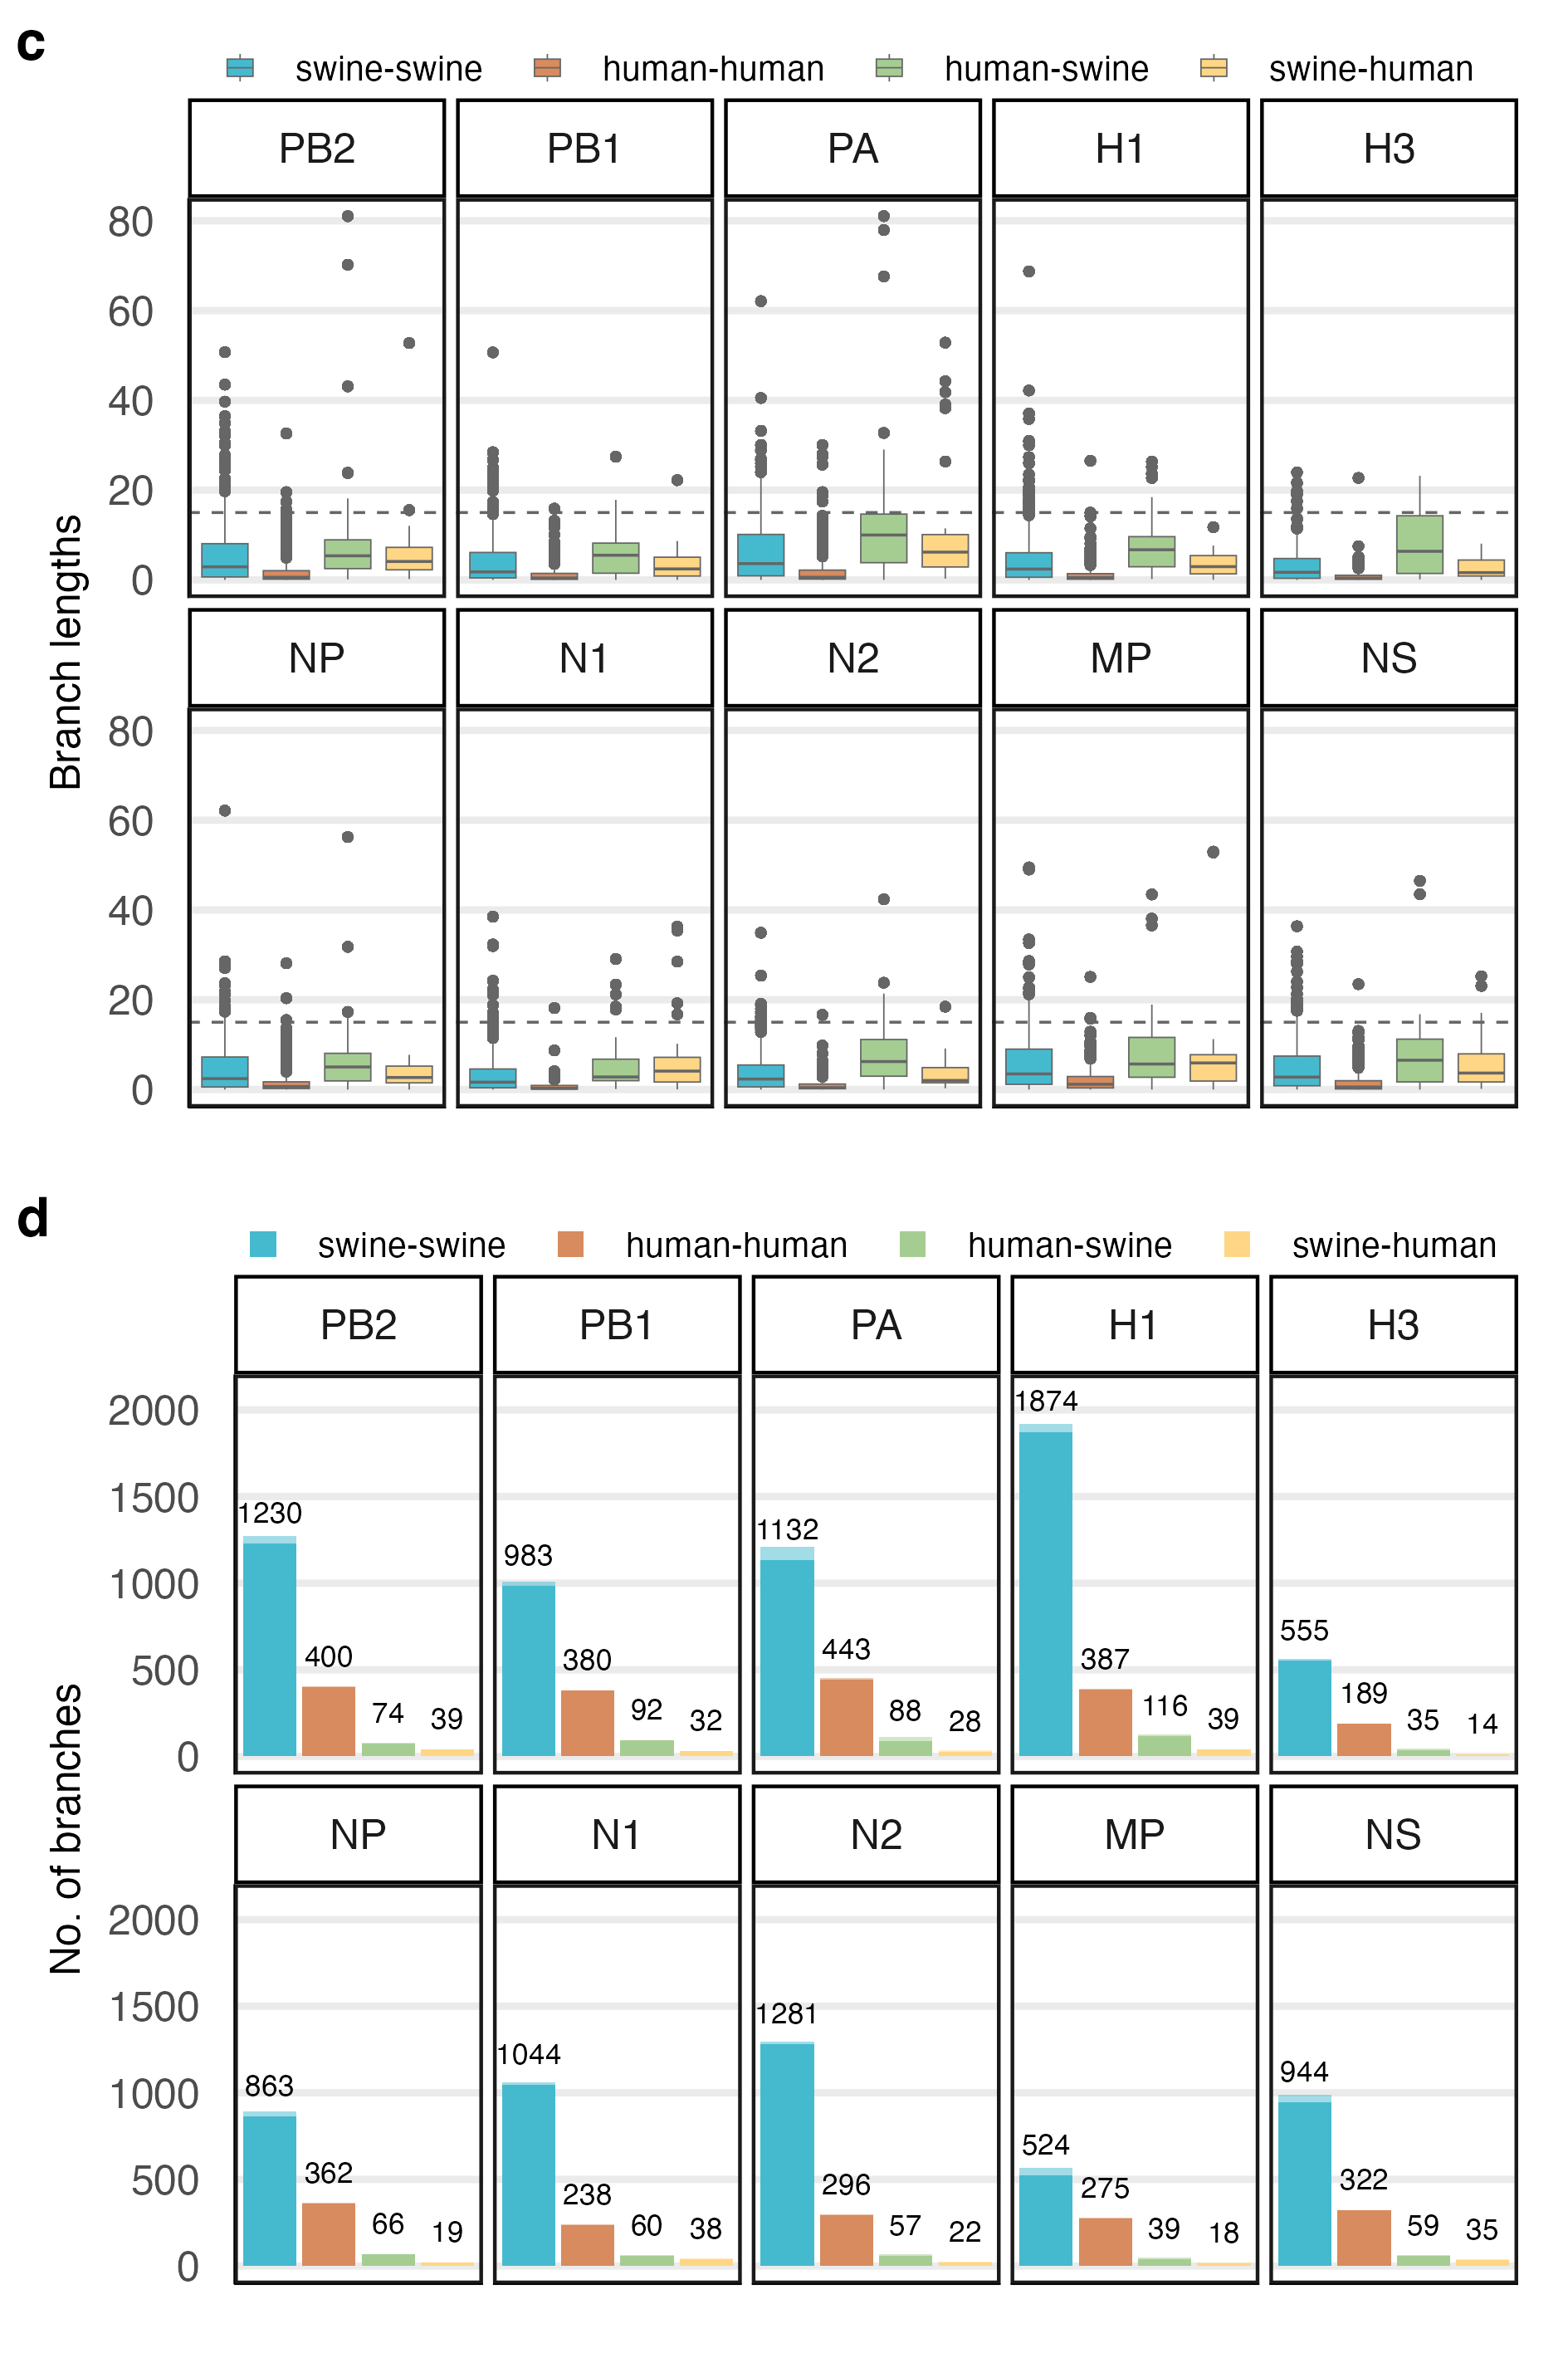 c
swine-swine human-human human-swine swine-human
PB2 PB1 PA H1 H3
80
60
40
20
0
Branch lengths
NP N1 N2 MP NS
80
60
40
20
0
d
swine-swine human-human human-swine swine-human
PB2 PB1 PA H1 H3
2000
1500
1000
500
0
1230 400 74 39
983 380 92 32
1132 443 88 28
1874 387 116 39
555 189 35 14
No. of branches
NP N1 N2 MP NS
2000
1500
1000
500
0
863 362 66 19
1044 238 60 38
1281 296 57 22
524 275 39 18
944 322 59 35